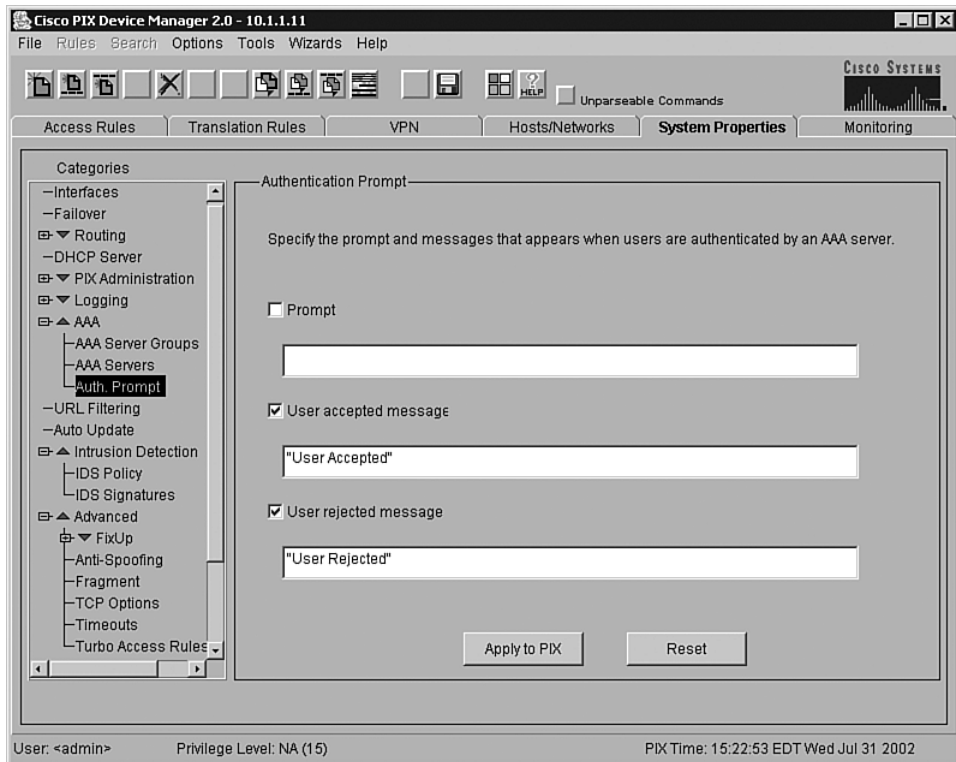 Cisco PIX Device Manager 2.0 - 10.1.1.11
File Rules Search Options Tools Wizards Help
HELP
Unparseable Commands
CISCO SYSTEMS
Access Rules Translation Rules VPN Hosts/Networks System Properties Monitoring
Categories
Interfaces
Failover
Routing
DHCP Server
PIX Administration
Logging
AAA
AAA Server Groups
AAA Servers
Auth. Prompt
URL Filtering
Auto Update
Intrusion Detection
IDS Policy
IDS Signatures
Advanced
FixUp
Anti-Spoofing
Fragment
TCP Options
Timeouts
Turbo Access Rules
Authentication Prompt
Specify the prompt and messages that appears when users are authenticated by an AAA server.
Prompt
User accepted message
"User Accepted"
User rejected message
"User Rejected"
Apply to PIX Reset
User: <admin> Privilege Level: NA (15) PIX Time: 15:22:53 EDT Wed Jul 31 2002